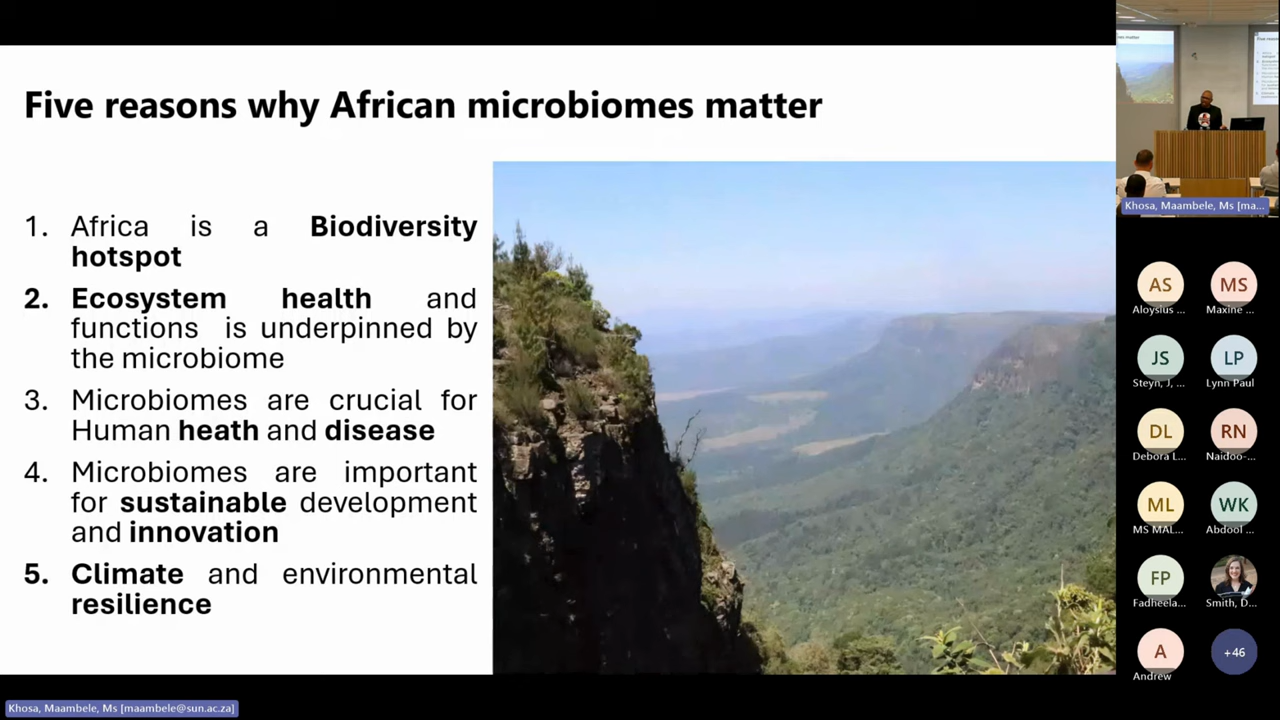 Five reasons why African microbiomes matter
1. Africa is a Biodiversity
hotspot
2. Ecosystem health and
functions is underpinned by
the microbiome
3. Microbiomes are crucial for
Human heath and disease
4. Microbiomes are important
for sustainable development
and innovation
5. Climate and environmental
resilience
Khosa, Maambele, Ms [ma...
AS MS
Aloysius ... Maxine ...
JS LP
Steyn, J, ... Lynn Paul
DL RN
Debora L... Naidoo-...
ML WK
MS MAL... Abdool ...
FP
Fadheela... Smith, D...
A +46
Andrew
Khosa, Maambele, Ms [maambele@sun.ac.za]